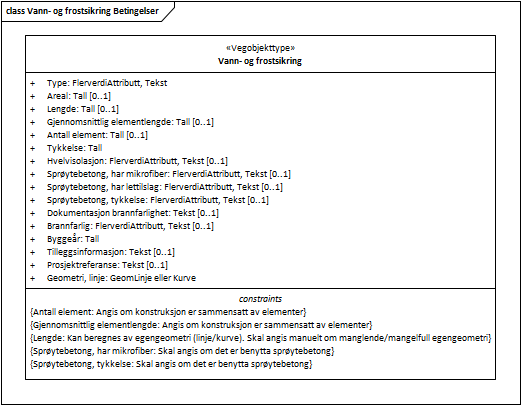 class Vann- og frostsikring Betingelser
«Vegobjekttype»
Vann- og frostsikring
+ Type: FlerverdiAttributt, Tekst
+ Areal: Tall [0..1]
+ Lengde: Tall [0..1]
+ Gjennomsnittlig elementlengde: Tall [0..1]
+ Antall element: Tall [0..1]
+ Tykkelse: Tall
+ Hvelvisolasjon: FlerverdiAttributt, Tekst [0..1]
+ Sprøytebetong, har mikrofiber: FlerverdiAttributt, Tekst [0..1]
+ Sprøytebetong, har lettilslag: FlerverdiAttributt, Tekst [0..1]
+ Sprøytebetong, tykkelse: FlerverdiAttributt, Tekst [0..1]
+ Dokumentasjon brannfarlighet: Tekst [0..1]
+ Brannfarlig: FlerverdiAttributt, Tekst [0..1]
+ Byggeår: Tall
+ Tilleggsinformasjon: Tekst [0..1]
+ Prosjektreferanse: Tekst [0..1]
+ Geometri, linje: GeomLinje eller Kurve
constraints
{Antall element: Angis om konstruksjon er sammensatt av elementer}
{Gjennomsnittlig elementlengde: Angis om konstruksjon er sammensatt av elementer}
{Lengde: Kan beregnes av egengeometri (linje/kurve). Skal angis manuelt om manglende/mangelfull egengeometri}
{Sprøytebetong, har mikrofiber: Skal angis om det er benytta sprøytebetong}
{Sprøytebetong, tykkelse: Skal angis om det er benytta sprøytebetong}